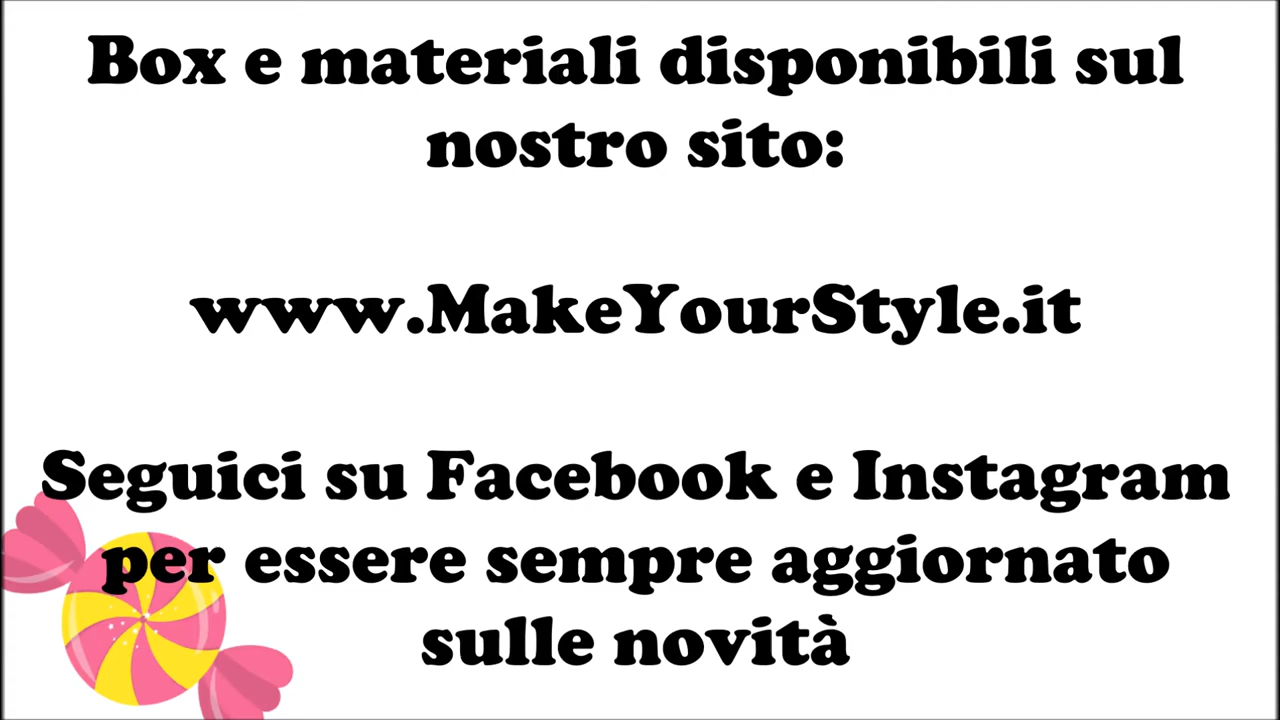 Box e materiali disponibili sul
nostro sito:
www.MakeYourStyle.it
Seguici su Facebook e Instagram
per essere sempre aggiornato
sulle novità